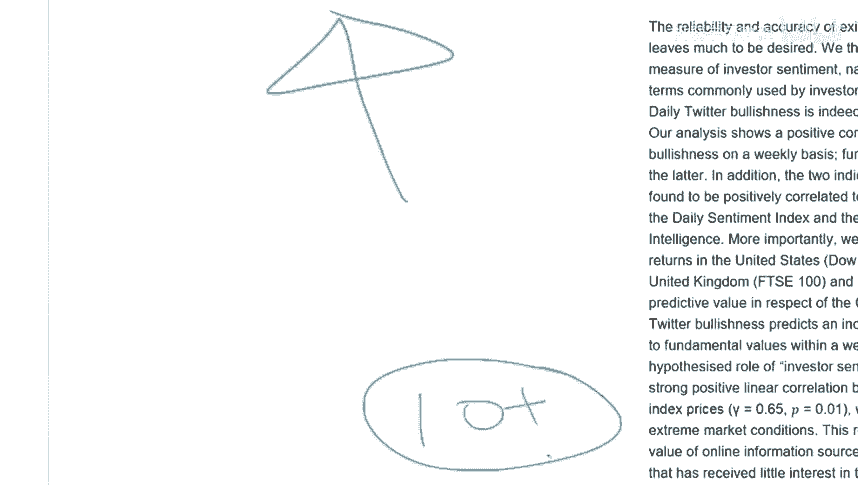 10+
The reliability and accuracy of exi
leaves much to be desired. We th
measure of investor sentiment, na
terms commonly used by investor
Daily Twitter bullishness is indeed
Our analysis shows a positive cor
bullishness on a weekly basis; fur
the latter. In addition, the two indi
found to be positively correlated t
the Daily Sentiment Index and the
Intelligence. More importantly, we
returns in the United States (Dow
United Kingdom (FTSE 100) and
predictive value in respect of the
Twitter bullishness predicts an inc
to fundamental values within a we
hypothesised role of “investor sen
strong positive linear correlation b
index prices (γ = 0.65, p = 0.01),
extreme market conditions. This r
value of online information source
that has received little interest in t